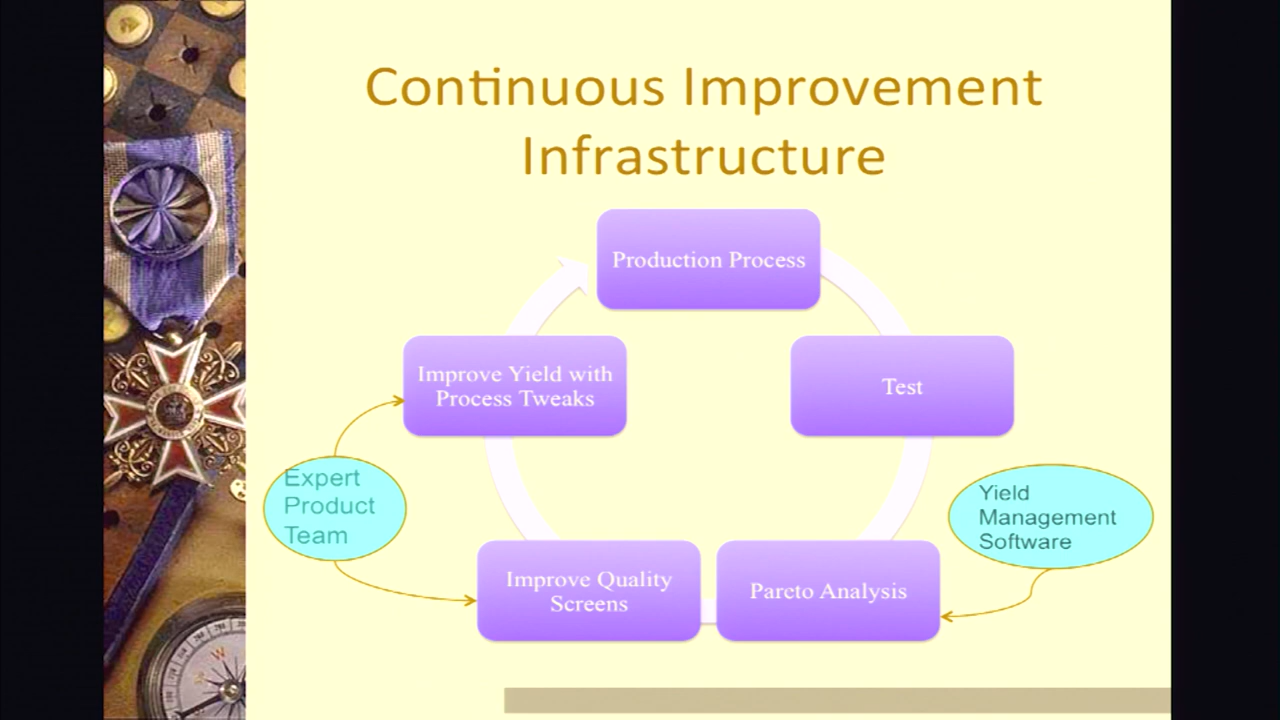 Continuous Improvement
Infrastructure
Production Process
Improve Yield with
Process Tweaks
Test
Expert
Product
Team
Yield
Management
Software
Improve Quality
Screens
Pareto Analysis